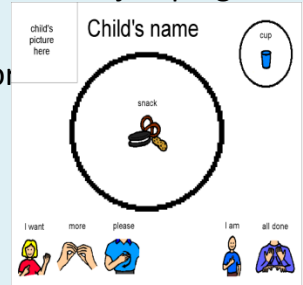 child's
picture
here
Child's name
cup
snack
I want more please I am all done